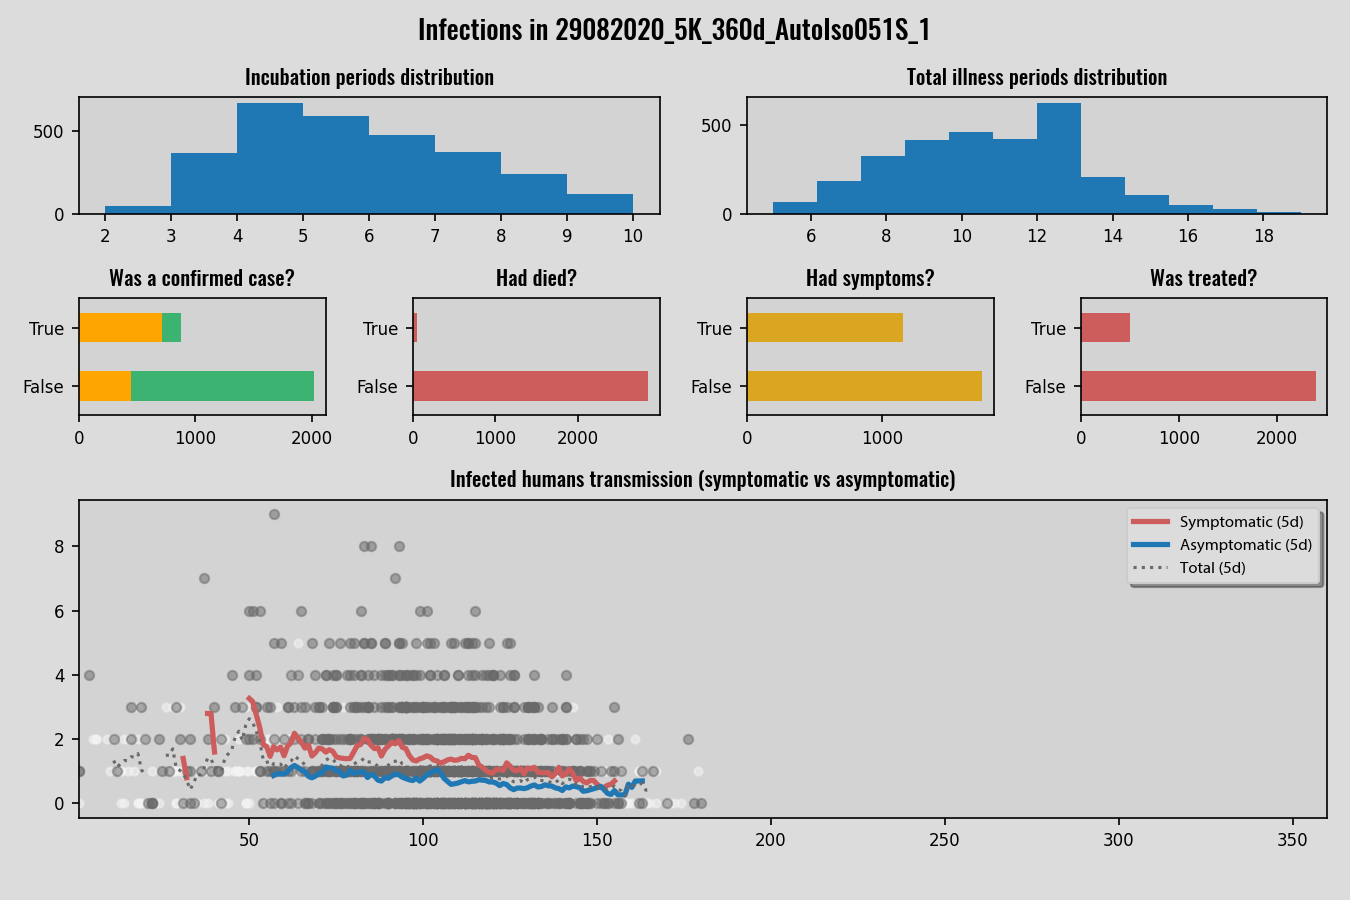 Infections in 29082020_5K_360d_AutoIso051S_1
Incubation periods distribution
Total illness periods distribution
500
0
2 3 4 5 6 7 8 9 10
500
0
6 8 10 12 14 16 18
Was a confirmed case?
Had died?
Had symptoms?
Was treated?
True
False
0 1000 2000
True
False
0 1000 2000
True
False
0 1000
True
False
0 1000 2000
Infected humans transmission (symptomatic vs asymptomatic)
Symptomatic (5d)
Asymptomatic (5d)
Total (5d)
8
6
4
2
0
50 100 150 200 250 300 350